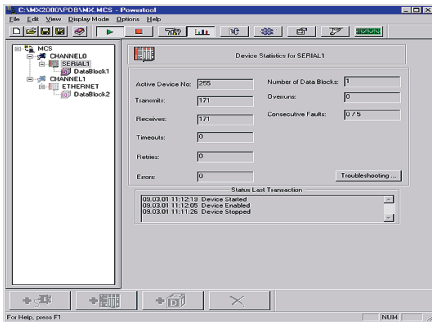 C:\MX2000\PDB\MX.MCS - Powertool
File Edit View Display Mode Options Help
MCS
CHANNEL0
SERIAL1
DataBlock1
CHANNEL1
ETHERNET
DataBlock2
Device Statistics for SERIAL1
Active Device No: 255
Number of Data Blocks: 1
Transmits: 171
Overruns: 0
Receives: 171
Consecutive Faults: 0 / 5
Timeouts: 0
Retries: 0
Errors: 0
Troubleshooting ...
Status Last Transaction
09.03.01 11:12:13 Device Started
09.03.01 11:12:05 Device Enabled
09.03.01 11:11:26 Device Stopped
For Help, press F1
NUM